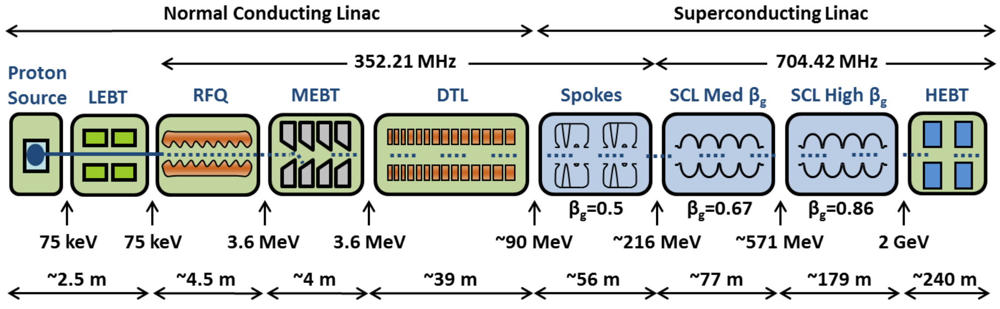 Normal Conducting Linac
Superconducting Linac
352.21 MHz
704.42 MHz
Proton
Source
LEBT
RFQ
MEBT
DTL
Spokes
SCL Med βg
SCL High βg
HEBT
βg=0.5
βg=0.67
βg=0.86
75 keV
75 keV
3.6 MeV
3.6 MeV
~90 MeV
~216 MeV
~571 MeV
2 GeV
~2.5 m
~4.5 m
~4 m
~39 m
~56 m
~77 m
~179 m
~240 m